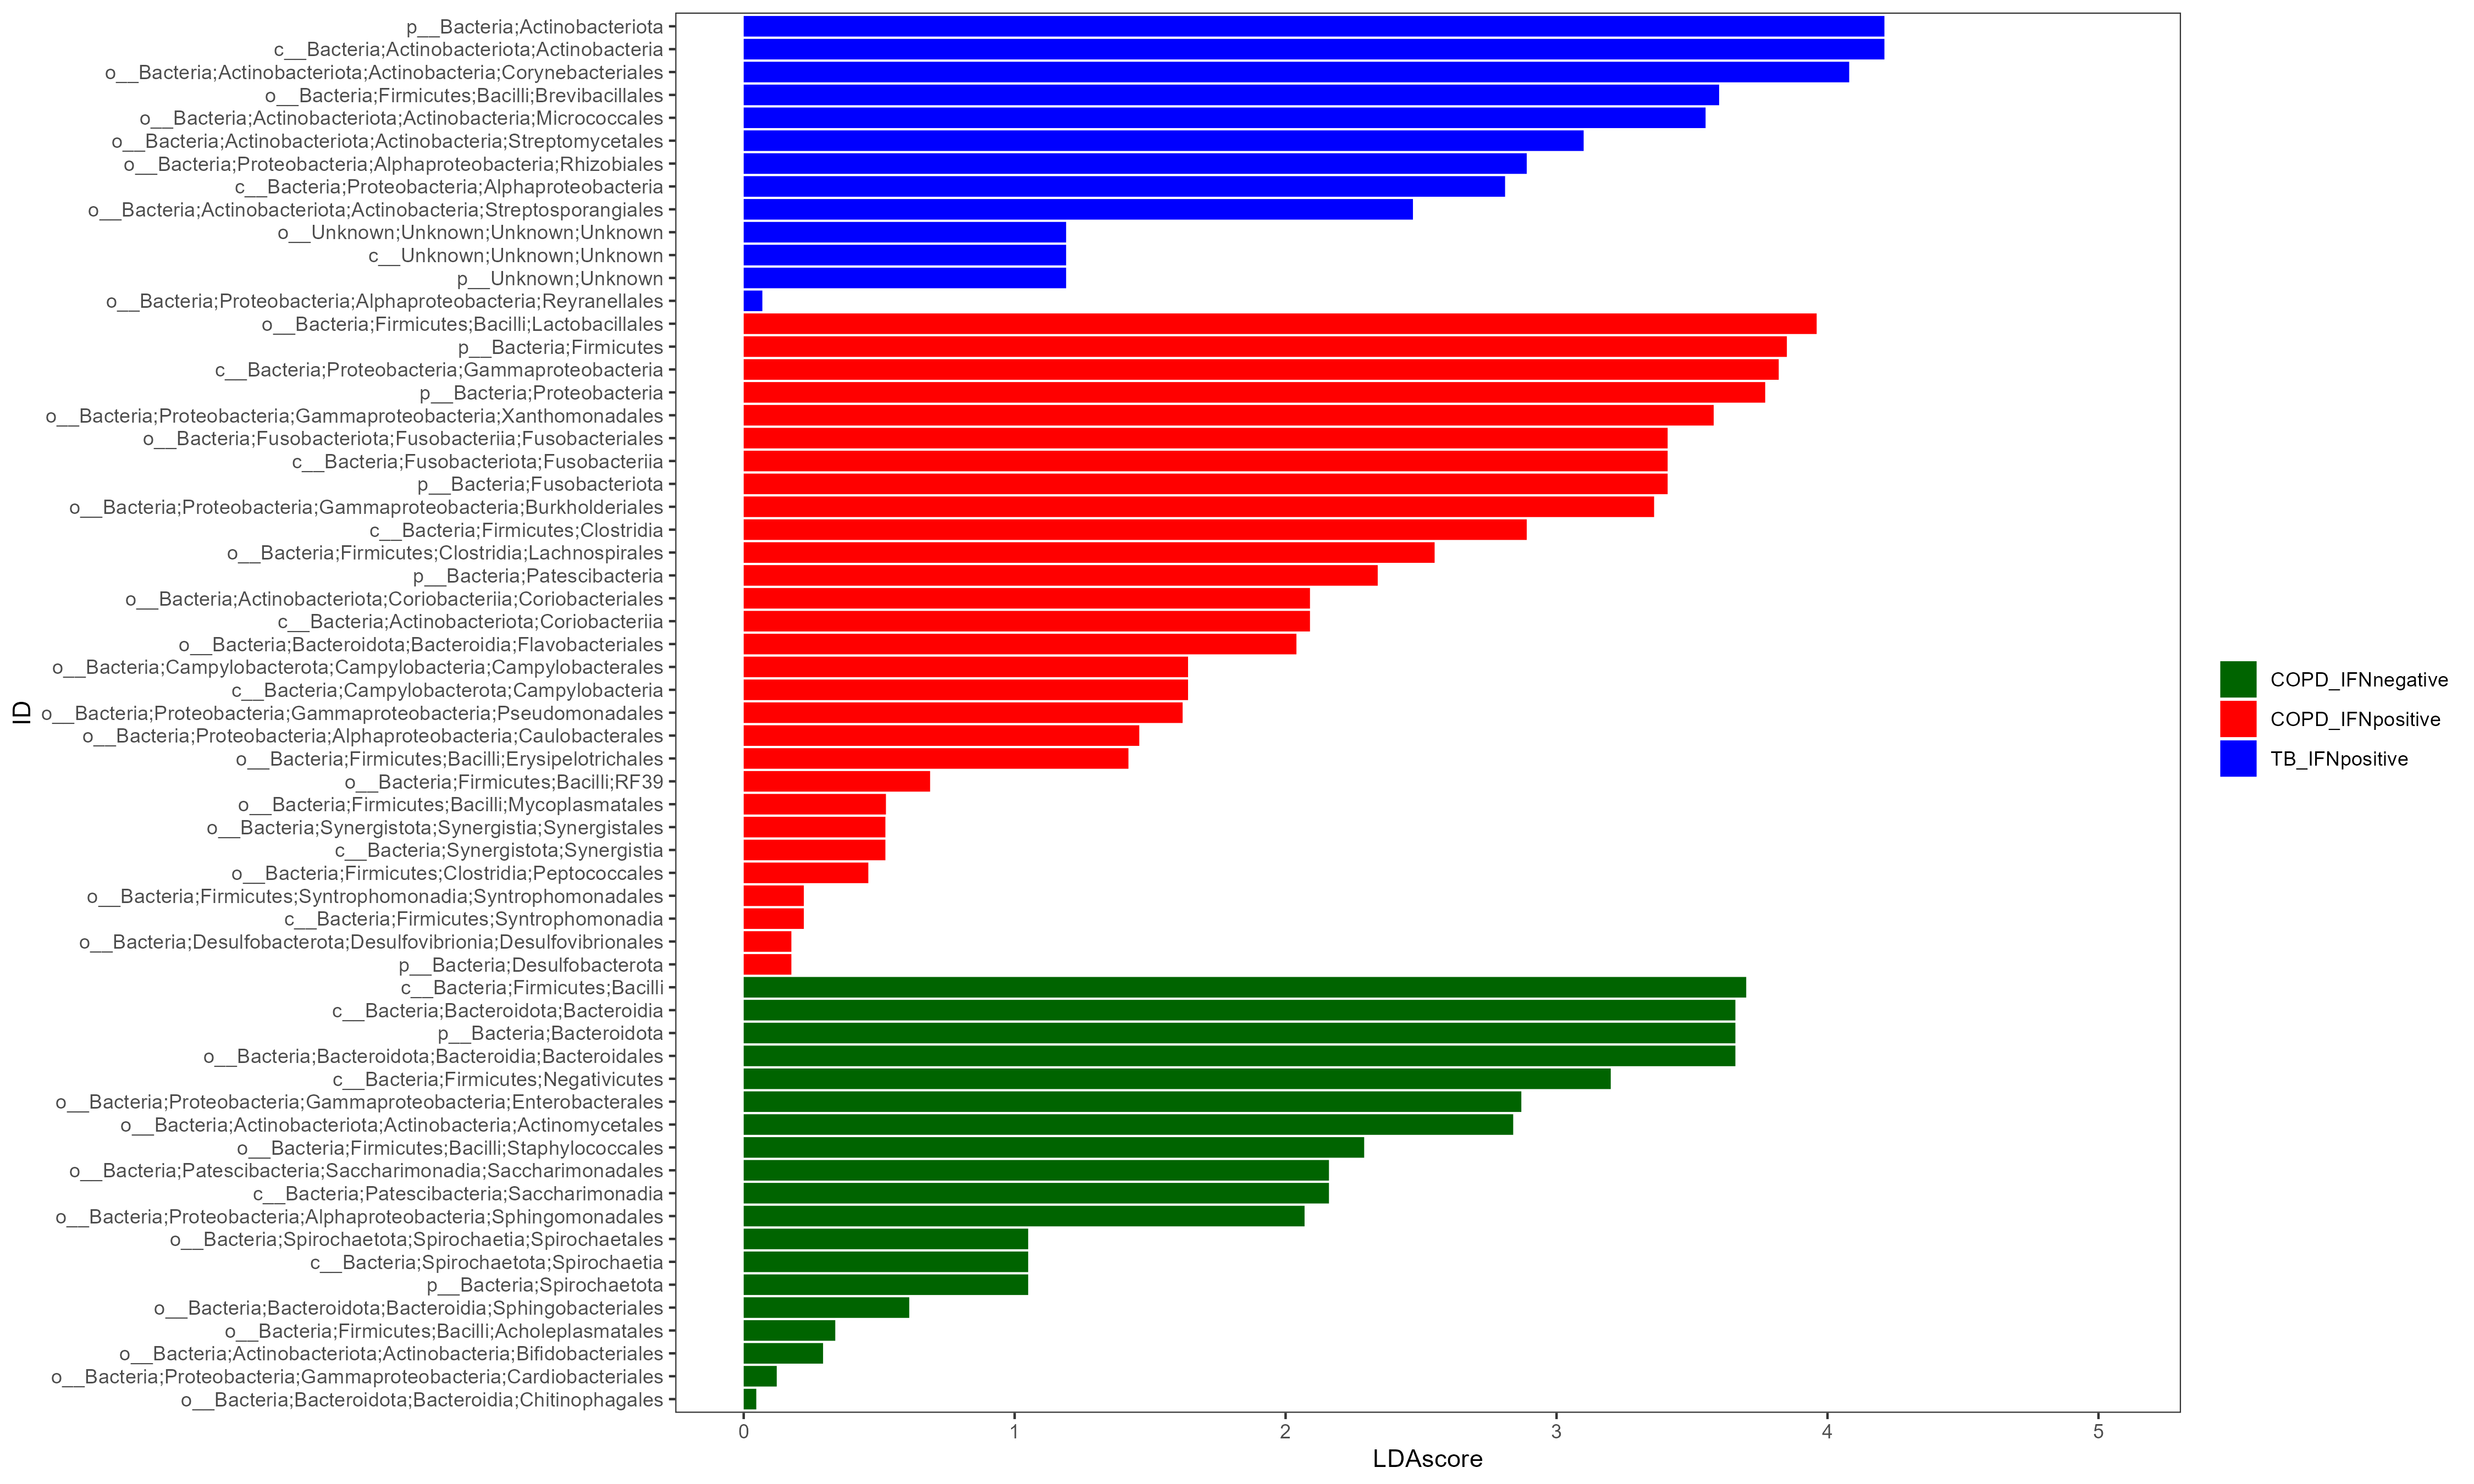 p__Bacteria;Actinobacteriota
c__Bacteria;Actinobacteriota;Actinobacteria
o__Bacteria;Actinobacteriota;Actinobacteria;Corynebacteriales
o__Bacteria;Firmicutes;Bacilli;Brevibacillales
o__Bacteria;Actinobacteriota;Actinobacteria;Micrococcales
o__Bacteria;Actinobacteriota;Actinobacteria;Streptomycetales
o__Bacteria;Proteobacteria;Alphaproteobacteria;Rhizobiales
c__Bacteria;Proteobacteria;Alphaproteobacteria
o__Bacteria;Actinobacteriota;Actinobacteria;Streptosporangiales
o__Unknown;Unknown;Unknown;Unknown
c__Unknown;Unknown;Unknown
p__Unknown;Unknown
o__Bacteria;Proteobacteria;Alphaproteobacteria;Reyranellales
o__Bacteria;Firmicutes;Bacilli;Lactobacillales
p__Bacteria;Firmicutes
c__Bacteria;Proteobacteria;Gammaproteobacteria
p__Bacteria;Proteobacteria
o__Bacteria;Proteobacteria;Gammaproteobacteria;Xanthomonadales
o__Bacteria;Fusobacteriota;Fusobacteriia;Fusobacteriales
c__Bacteria;Fusobacteriota;Fusobacteriia
p__Bacteria;Fusobacteriota
o__Bacteria;Proteobacteria;Gammaproteobacteria;Burkholderiales
c__Bacteria;Firmicutes;Clostridia
o__Bacteria;Firmicutes;Clostridia;Lachnospirales
p__Bacteria;Patescibacteria
o__Bacteria;Actinobacteriota;Coriobacteriia;Coriobacteriales
c__Bacteria;Actinobacteriota;Coriobacteriia
o__Bacteria;Bacteroidota;Bacteroidia;Flavobacteriales
o__Bacteria;Campylobacterota;Campylobacteria;Campylobacterales
c__Bacteria;Campylobacterota;Campylobacteria
o__Bacteria;Proteobacteria;Gammaproteobacteria;Pseudomonadales
o__Bacteria;Proteobacteria;Alphaproteobacteria;Caulobacterales
o__Bacteria;Firmicutes;Bacilli;Erysipelotrichales
o__Bacteria;Firmicutes;Bacilli;RF39
o__Bacteria;Firmicutes;Bacilli;Mycoplasmatales
o__Bacteria;Synergistota;Synergistia;Synergistales
c__Bacteria;Synergistota;Synergistia
o__Bacteria;Firmicutes;Clostridia;Peptococcales
o__Bacteria;Firmicutes;Syntrophomonadia;Syntrophomonadales
c__Bacteria;Firmicutes;Syntrophomonadia
o__Bacteria;Desulfobacterota;Desulfovibrionia;Desulfovibrionales
p__Bacteria;Desulfobacterota
c__Bacteria;Firmicutes;Bacilli
c__Bacteria;Bacteroidota;Bacteroidia
p__Bacteria;Bacteroidota
o__Bacteria;Bacteroidota;Bacteroidia;Bacteroidales
c__Bacteria;Firmicutes;Negativicutes
o__Bacteria;Proteobacteria;Gammaproteobacteria;Enterobacterales
o__Bacteria;Actinobacteriota;Actinobacteria;Actinomycetales
o__Bacteria;Firmicutes;Bacilli;Staphylococcales
o__Bacteria;Patescibacteria;Saccharimonadia;Saccharimonadales
c__Bacteria;Patescibacteria;Saccharimonadia
o__Bacteria;Proteobacteria;Alphaproteobacteria;Sphingomonadales
o__Bacteria;Spirochaetota;Spirochaetia;Spirochaetales
c__Bacteria;Spirochaetota;Spirochaetia
p__Bacteria;Spirochaetota
o__Bacteria;Bacteroidota;Bacteroidia;Sphingobacteriales
o__Bacteria;Firmicutes;Bacilli;Acholeplasmatales
o__Bacteria;Actinobacteriota;Actinobacteria;Bifidobacteriales
o__Bacteria;Proteobacteria;Gammaproteobacteria;Cardiobacteriales
o__Bacteria;Bacteroidota;Bacteroidia;Chitinophagales
ID
0 1 2 3 4 5
LDAscore
COPD_IFNnegative
COPD_IFNpositive
TB_IFNpositive